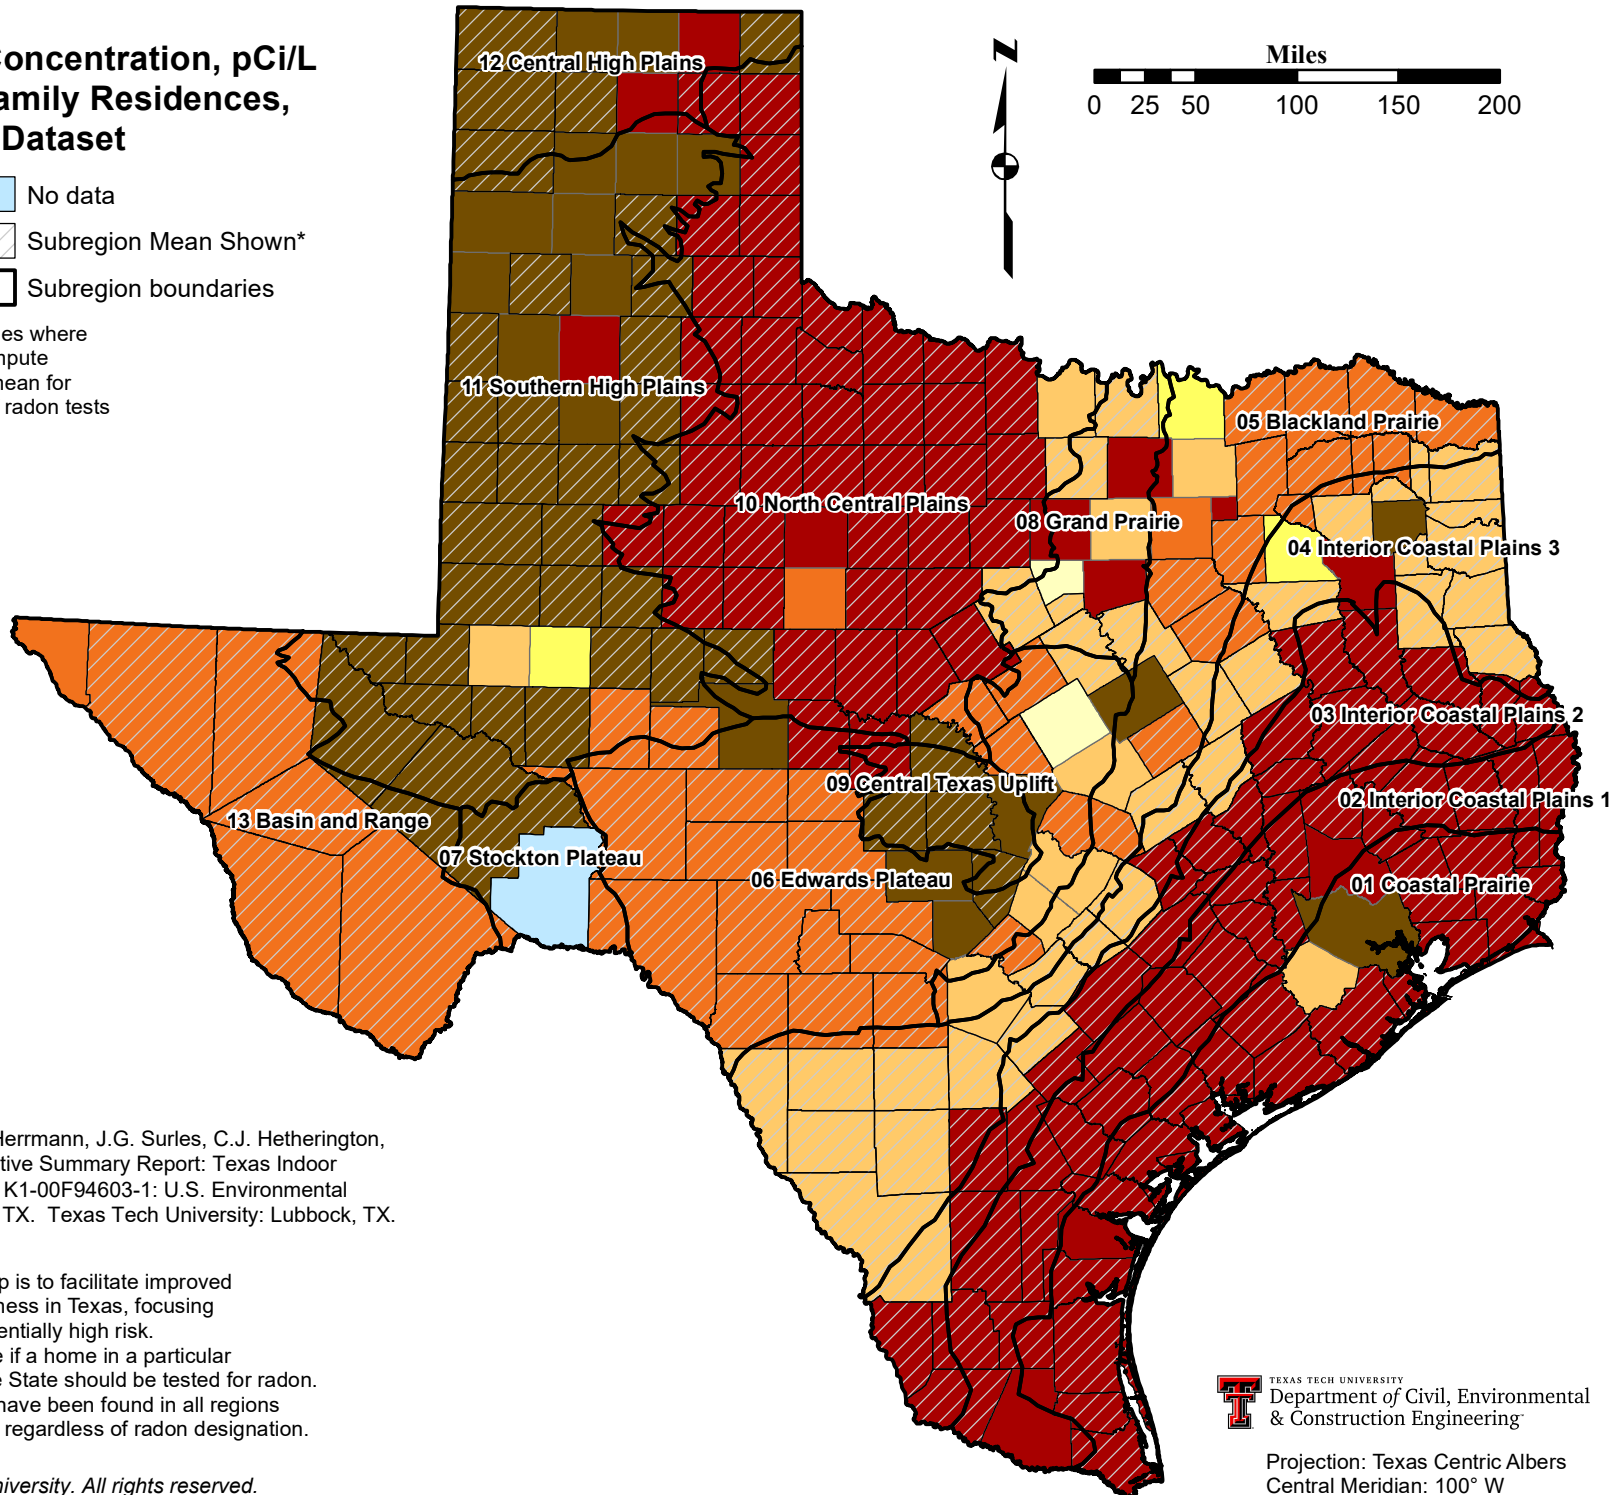 Concentration, pCi/L
amily Residences,
Dataset
No data
Subregion Mean Shown*
Subregion boundaries
es where
mpute
mean for
radon tests
N
Miles
0 25 50 100 150 200
12 Central High Plains
11 Southern High Plains
05 Blackland Prairie
10 North Central Plains
08 Grand Prairie
04 Interior Coastal Plains 3
03 Interior Coastal Plains 2
09 Central Texas Uplift
02 Interior Coastal Plains 1
13 Basin and Range
07 Stockton Plateau
06 Edwards Plateau
01 Coastal Prairie
Herrmann, J.G. Surles, C.J. Hetherington,
tive Summary Report: Texas Indoor
K1-00F94603-1: U.S. Environmental
TX. Texas Tech University: Lubbock, TX.
p is to facilitate improved
ness in Texas, focusing
entially high risk.
e if a home in a particular
e State should be tested for radon.
have been found in all regions
regardless of radon designation.
niversity. All rights reserved.
TEXAS TECH UNIVERSITY
Department of Civil, Environmental
& Construction Engineering
Projection: Texas Centric Albers
Central Meridian: 100° W